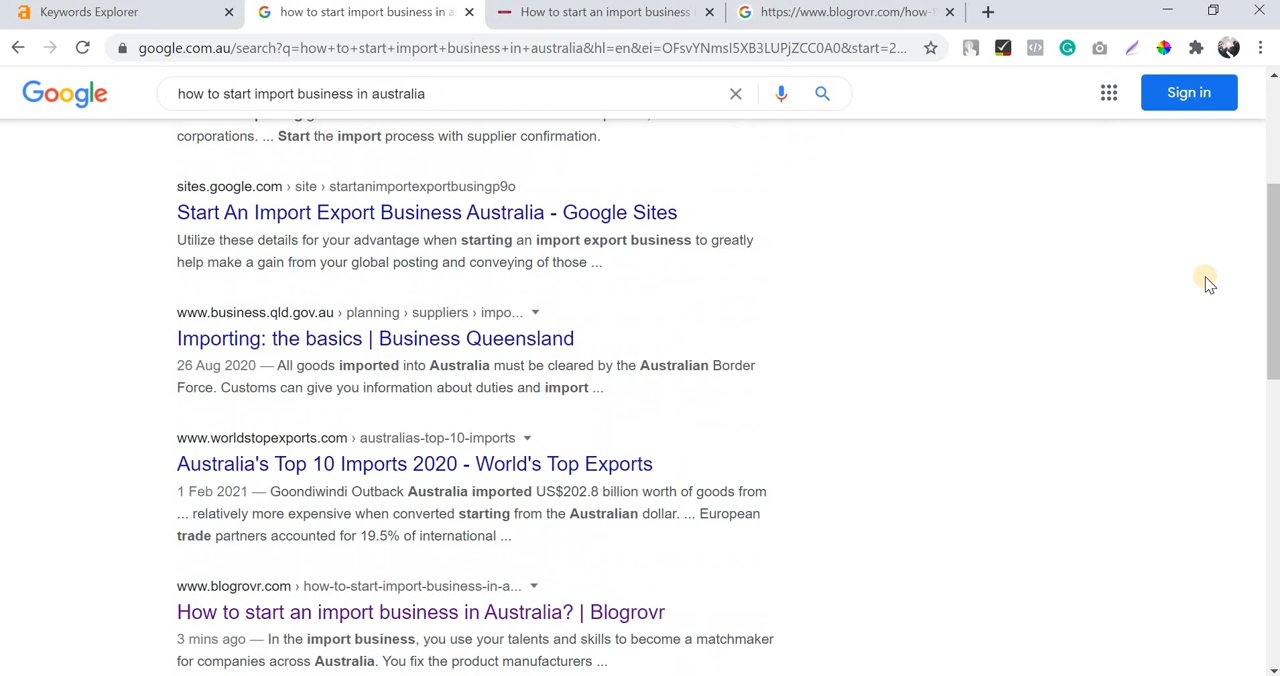 Keywords Explorer
how to start import business in a
How to start an import business
https://www.blogrovr.com/how-
google.com.au/search?q=how+to+start+import+business+in+australia&hl=en&ei=OFsvYNmsI5XB3LUPjZCC0A0&start=2...
Google
how to start import business in australia
Sign in
corporations. ... Start the import process with supplier confirmation.
sites.google.com › site › startanimportexportbusingp9o
Start An Import Export Business Australia - Google Sites
Utilize these details for your advantage when starting an import export business to greatly
help make a gain from your global posting and conveying of those ...
www.business.qld.gov.au › planning › suppliers › impo...
Importing: the basics | Business Queensland
26 Aug 2020 — All goods imported into Australia must be cleared by the Australian Border
Force. Customs can give you information about duties and import ...
www.worldstopexports.com › australias-top-10-imports
Australia's Top 10 Imports 2020 - World's Top Exports
1 Feb 2021 — Goondiwindi Outback Australia imported US$202.8 billion worth of goods from
... relatively more expensive when converted starting from the Australian dollar. ... European
trade partners accounted for 19.5% of international ...
www.blogrovr.com › how-to-start-import-business-in-a...
How to start an import business in Australia? | Blogrovr
3 mins ago — In the import business, you use your talents and skills to become a matchmaker
for companies across Australia. You fix the product manufacturers ...